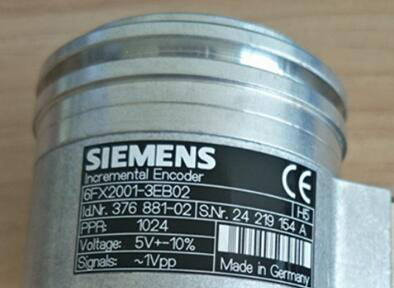 SIEMENS
Incremental Encoder
6FX2001-3EB02
Id.Nr. 376 881-02 S.Nr. 24 219 154 A H5
PPR: 1024
Voltage: 5V+-10%
Signals: ~1Vpp Made in Germany
CE